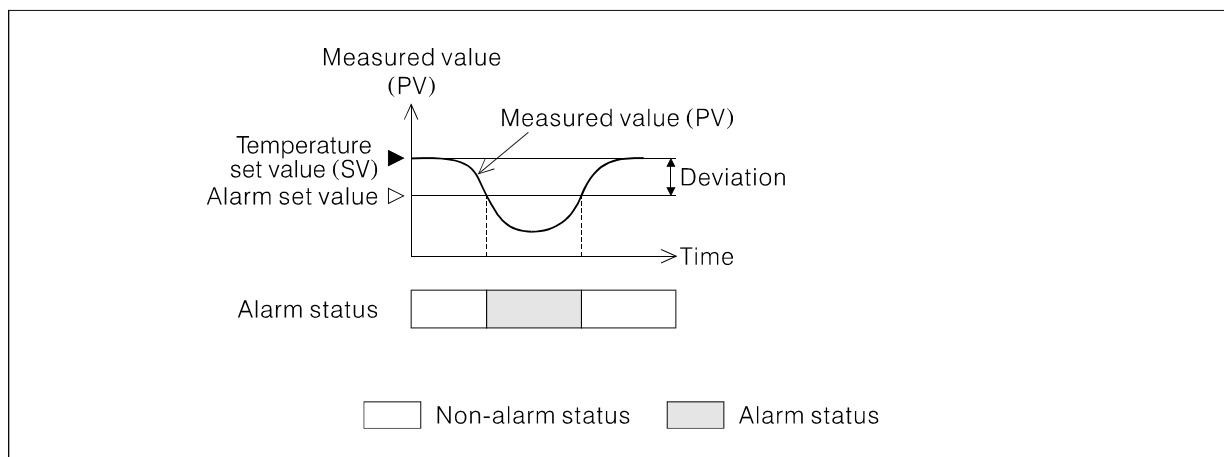 Measured value
(PV)
Measured value (PV)
Temperature
set value (SV)
Deviation
Alarm set value
Time
Alarm status
Non-alarm status
Alarm status